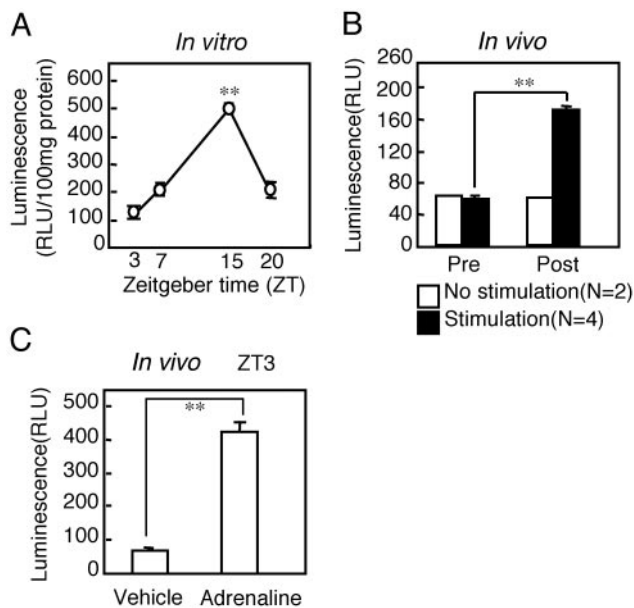 A
In vitro
Luminescence
(RLU/100mg protein)
600
500
400
300
200
100
0
**
3 7 15 20
Zeitgeber time (ZT)
B
In vivo
Luminescence(RLU)
260
200
160
120
80
40
0
**
Pre Post
No stimulation(N=2)
Stimulation(N=4)
C
In vivo ZT3
Luminescence(RLU)
500
400
300
200
100
0
**
Vehicle Adrenaline